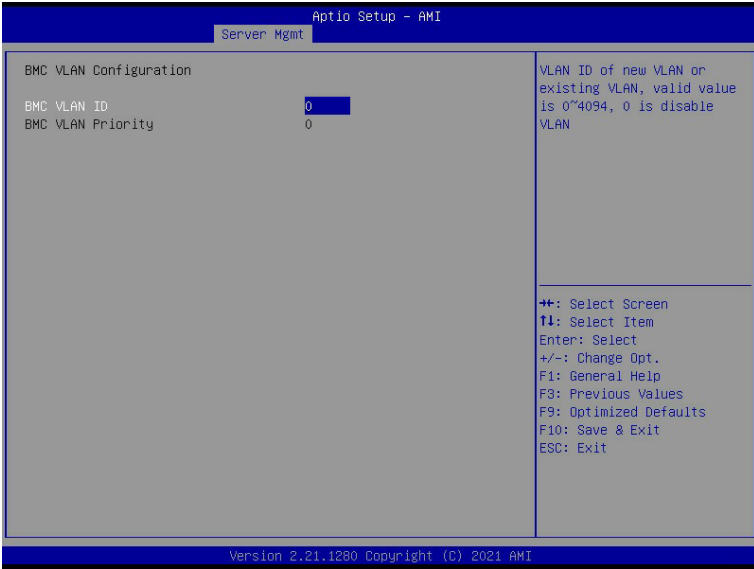 Aptio Setup - AMI
Server Mgmt
BMC VLAN Configuration
BMC VLAN ID 0
BMC VLAN Priority 0
VLAN ID of new VLAN or
existing VLAN, valid value
is 0~4094, 0 is disable
VLAN
→←: Select Screen
↑↓: Select Item
Enter: Select
+/-: Change Opt.
F1: General Help
F3: Previous Values
F9: Optimized Defaults
F10: Save & Exit
ESC: Exit
Version 2.21.1280 Copyright (C) 2021 AMI